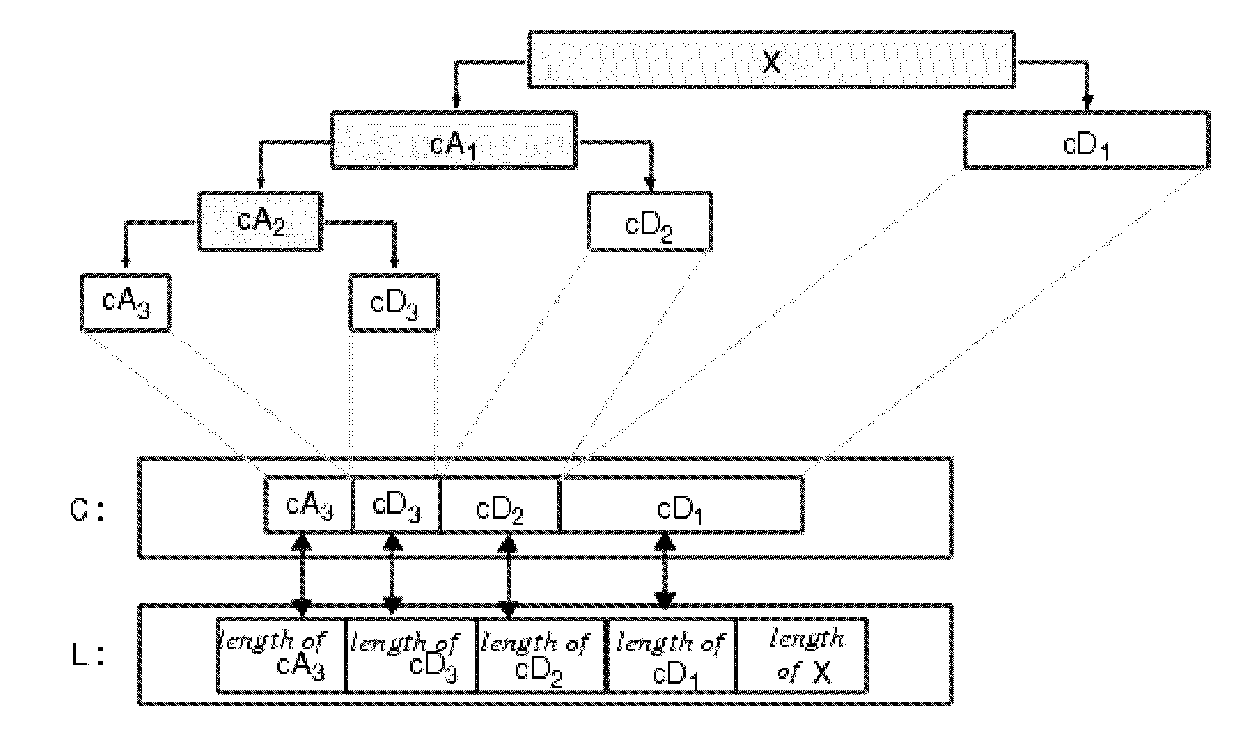 X
cA₁
cD₁
cA₂
cD₂
cA₃
cD₃
C:
cA₃
cD₃
cD₂
cD₁
L:
length of
cA₃
length of
cD₃
length of
cD₂
length of
cD₁
length
of X